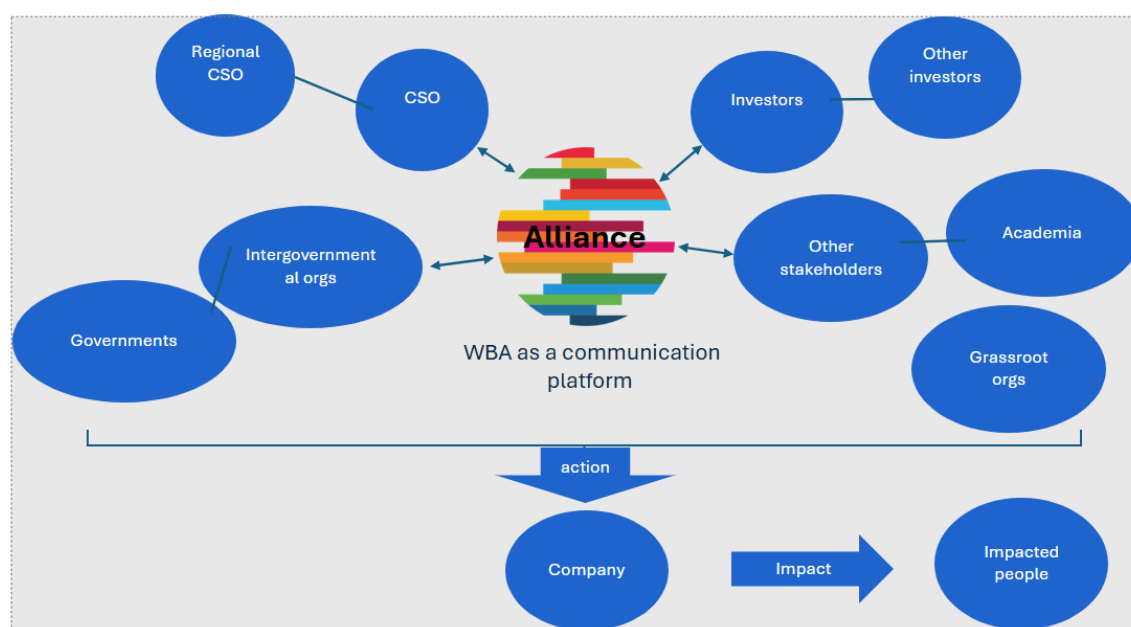 Regional
CSO
CSO
Investors
Other
investors
Alliance
Intergovernment
al orgs
Other
stakeholders
Academia
Governments
WBA as a communication
platform
Grassroot
orgs
action
Company
Impact
Impacted
people